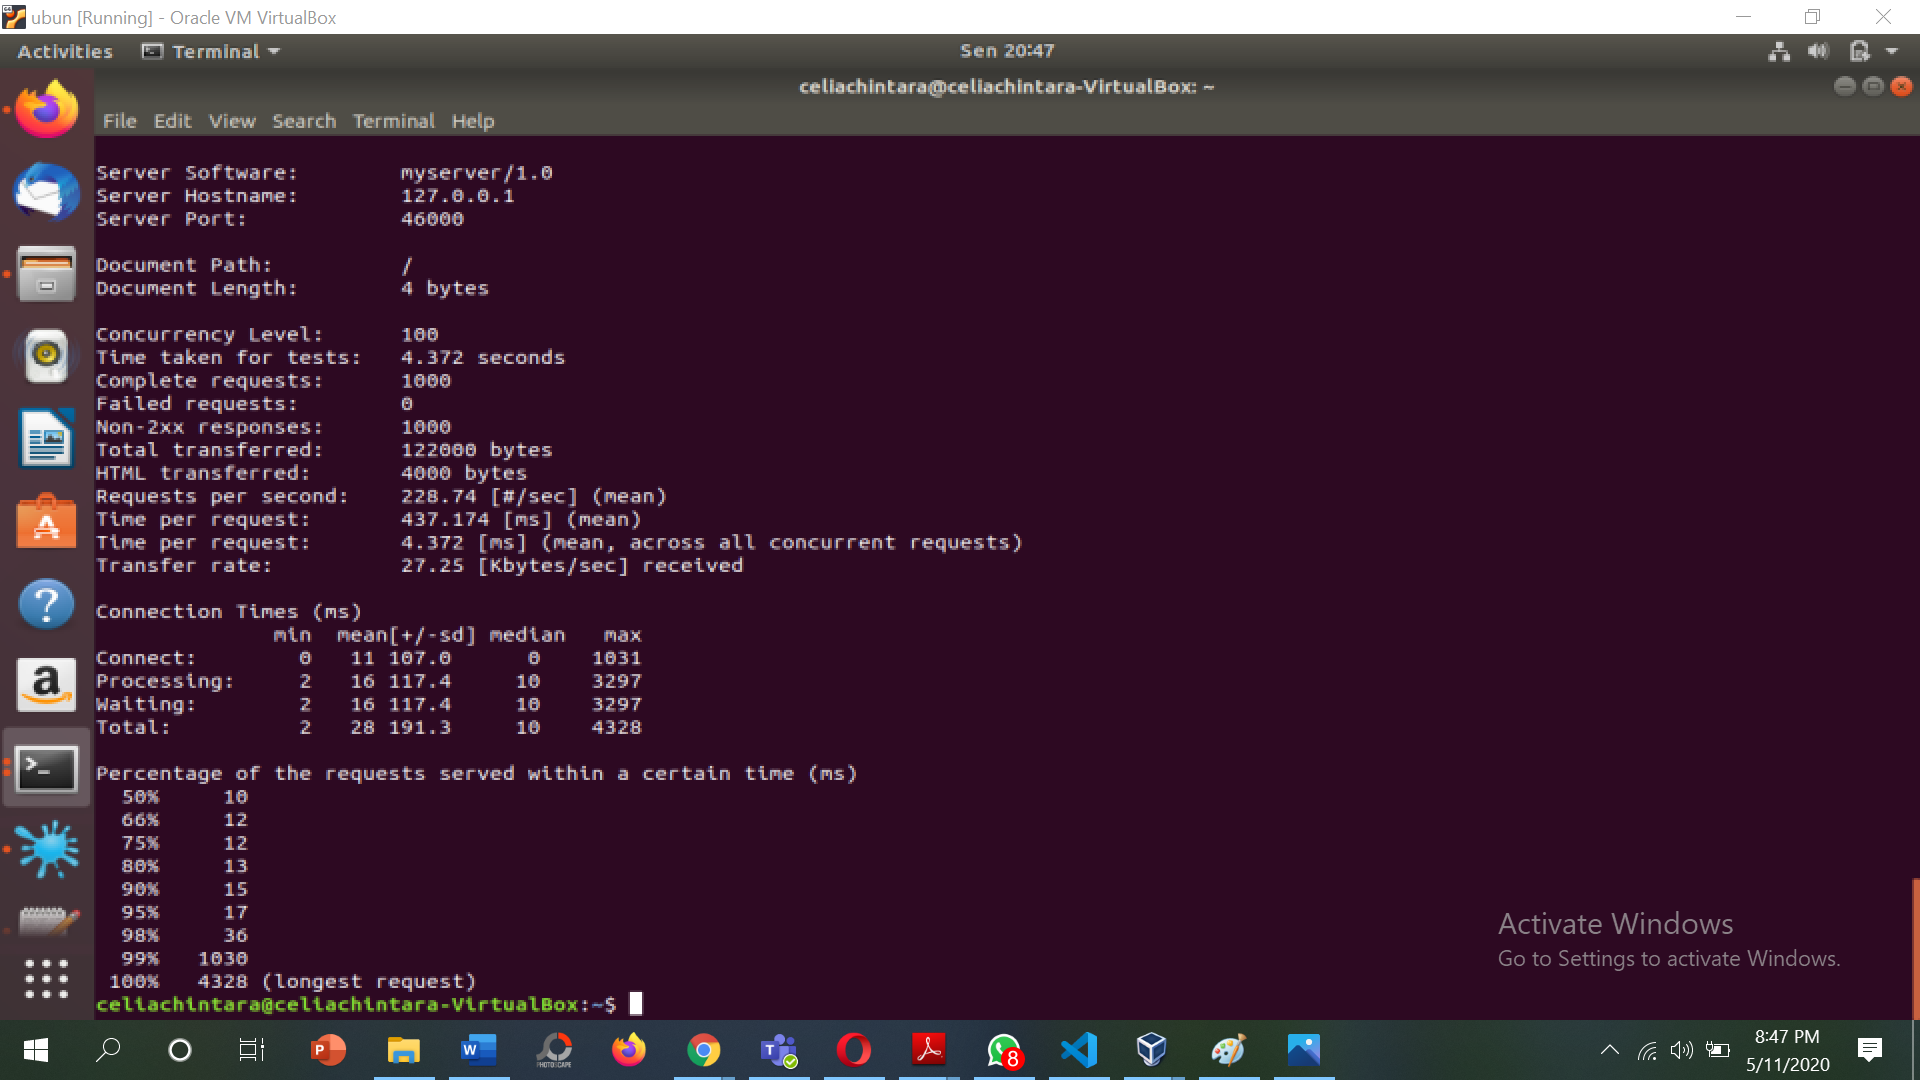 ubun [Running] - Oracle VM VirtualBox
Activities Terminal Sen 20:47
celiachintara@celiachintara-VirtualBox: ~
File Edit View Search Terminal Help
Server Software: myserver/1.0
Server Hostname: 127.0.0.1
Server Port: 46000
Document Path: /
Document Length: 4 bytes
Concurrency Level: 100
Time taken for tests: 4.372 seconds
Complete requests: 1000
Failed requests: 0
Non-2xx responses: 1000
Total transferred: 122000 bytes
HTML transferred: 4000 bytes
Requests per second: 228.74 [#/sec] (mean)
Time per request: 437.174 [ms] (mean)
Time per request: 4.372 [ms] (mean, across all concurrent requests)
Transfer rate: 27.25 [Kbytes/sec] received
Connection Times (ms)
min mean[+/-sd] median max
Connect: 0 11 107.0 0 1031
Processing: 2 16 117.4 10 3297
Waiting: 2 16 117.4 10 3297
Total: 2 28 191.3 10 4328
Percentage of the requests served within a certain time (ms)
50% 10
66% 12
75% 12
80% 13
90% 15
95% 17
98% 36
99% 1030
100% 4328 (longest request)
celiachintara@celiachintara-VirtualBox:~$
Activate Windows
Go to Settings to activate Windows.
PHOTOSCAPE
8
8:47 PM
5/11/2020